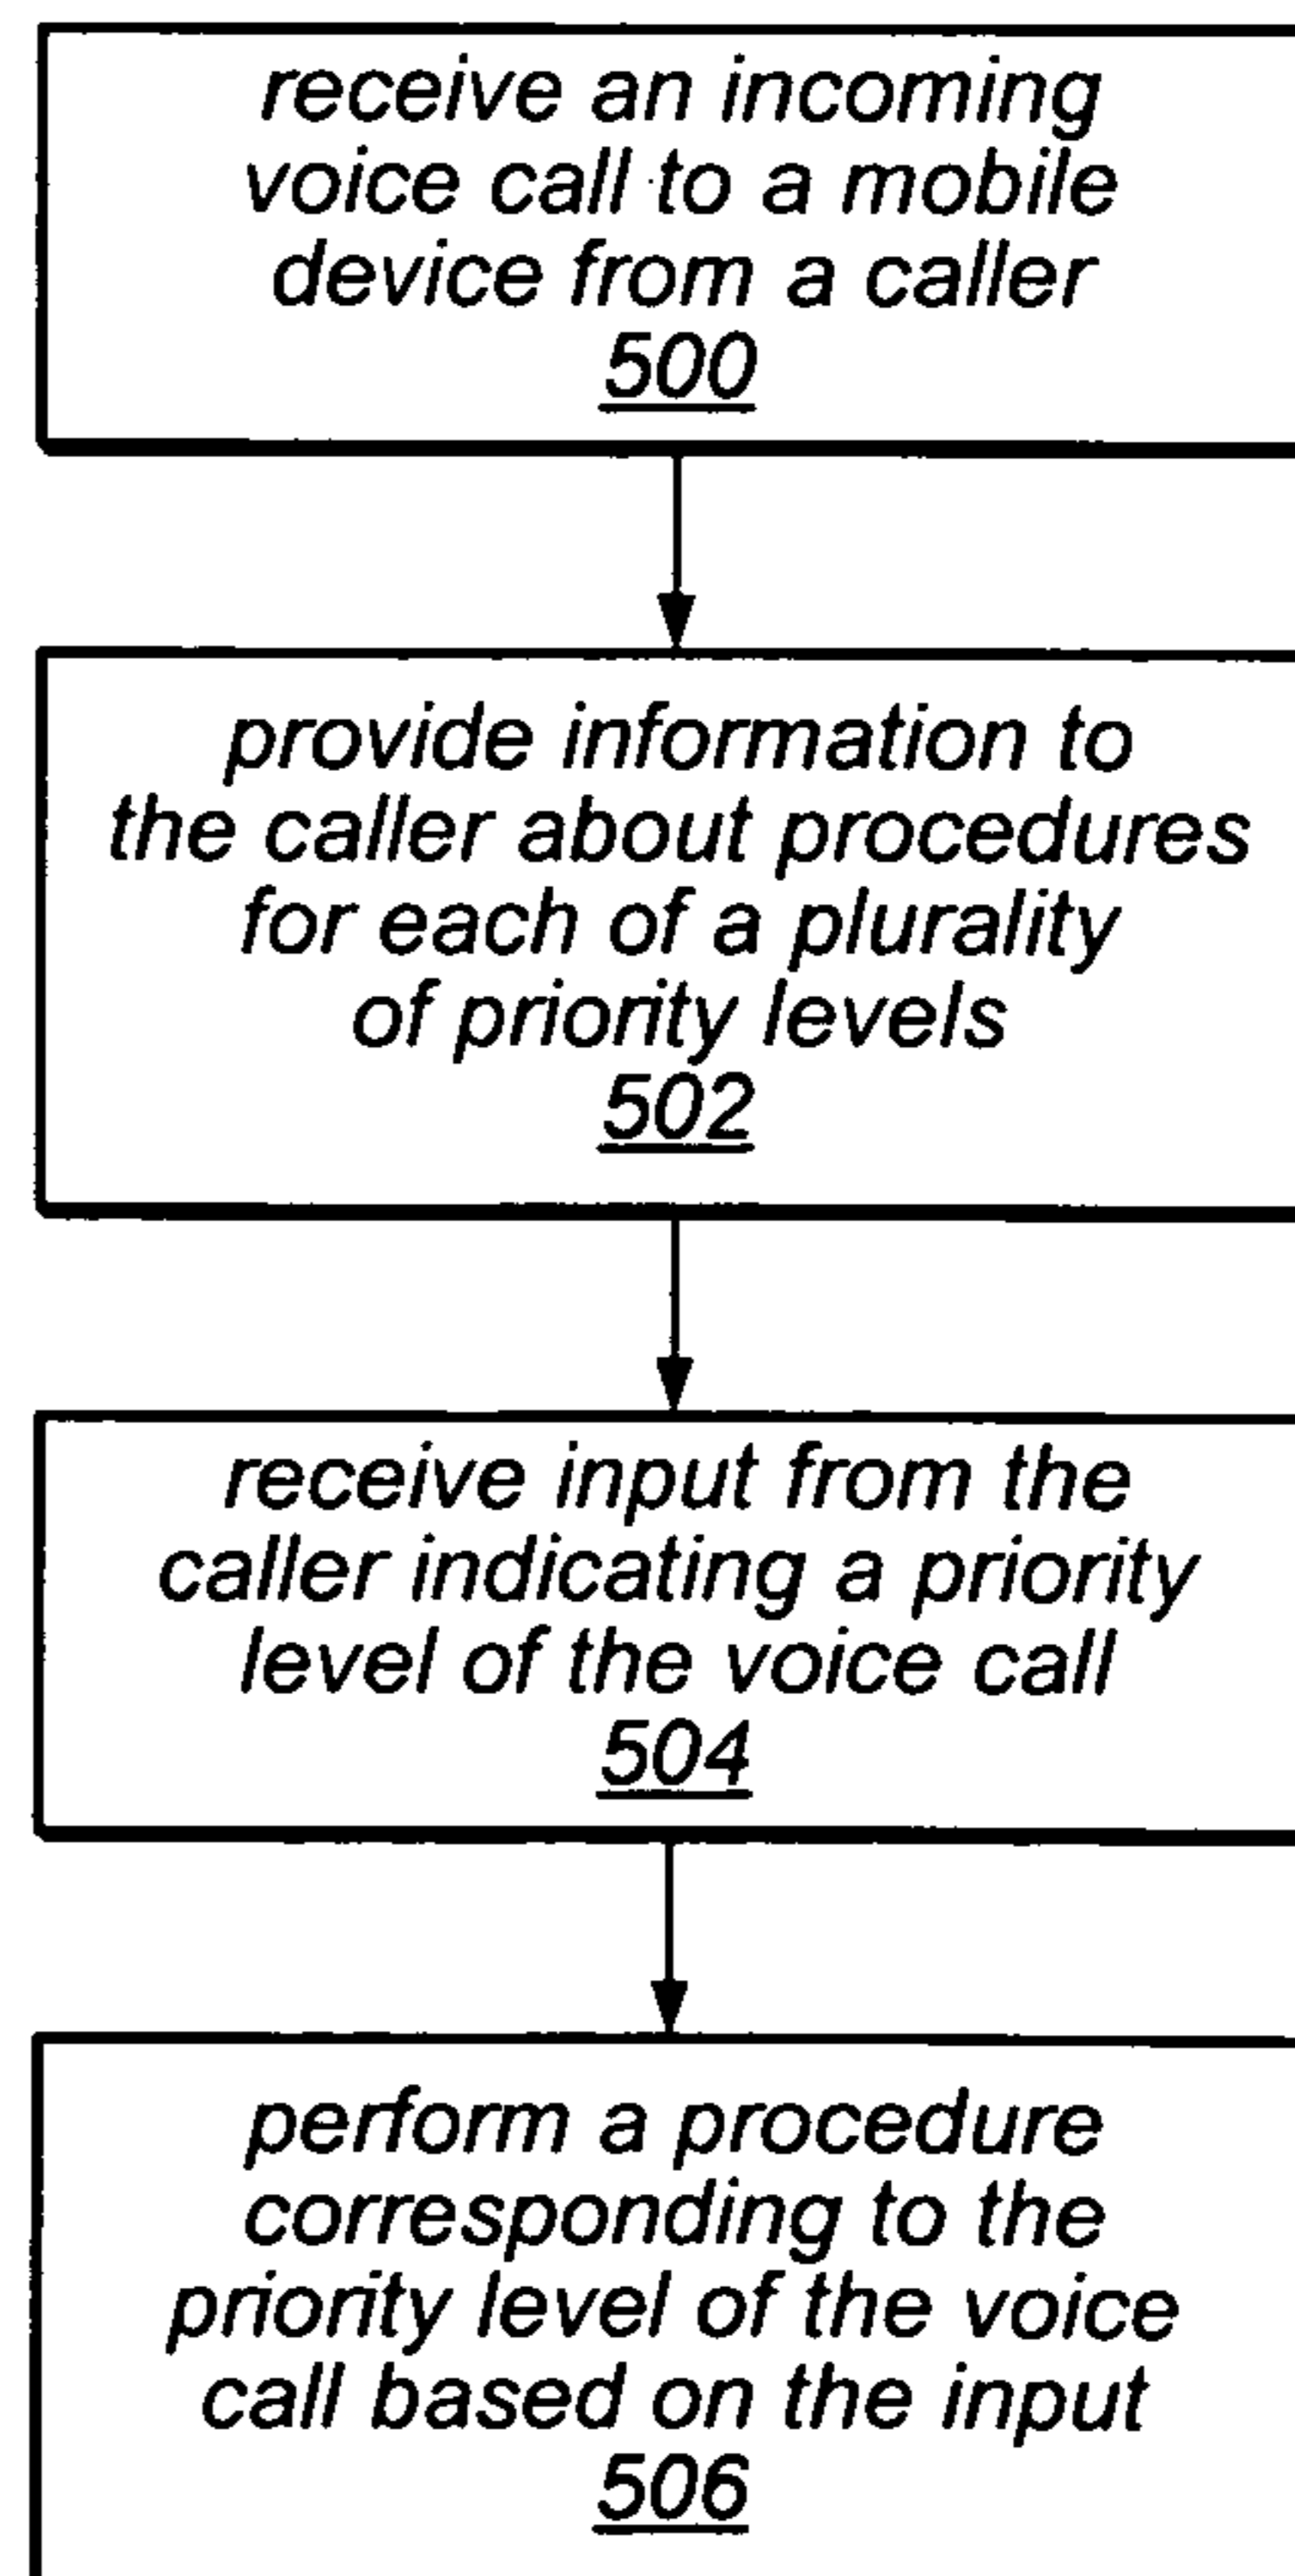 receive an incoming
voice call to a mobile
device from a caller
500
provide information to
the caller about procedures
for each of a plurality
of priority levels
502
receive input from the
caller indicating a priority
level of the voice call
504
perform a procedure
corresponding to the
priority level of the voice
call based on the input
506